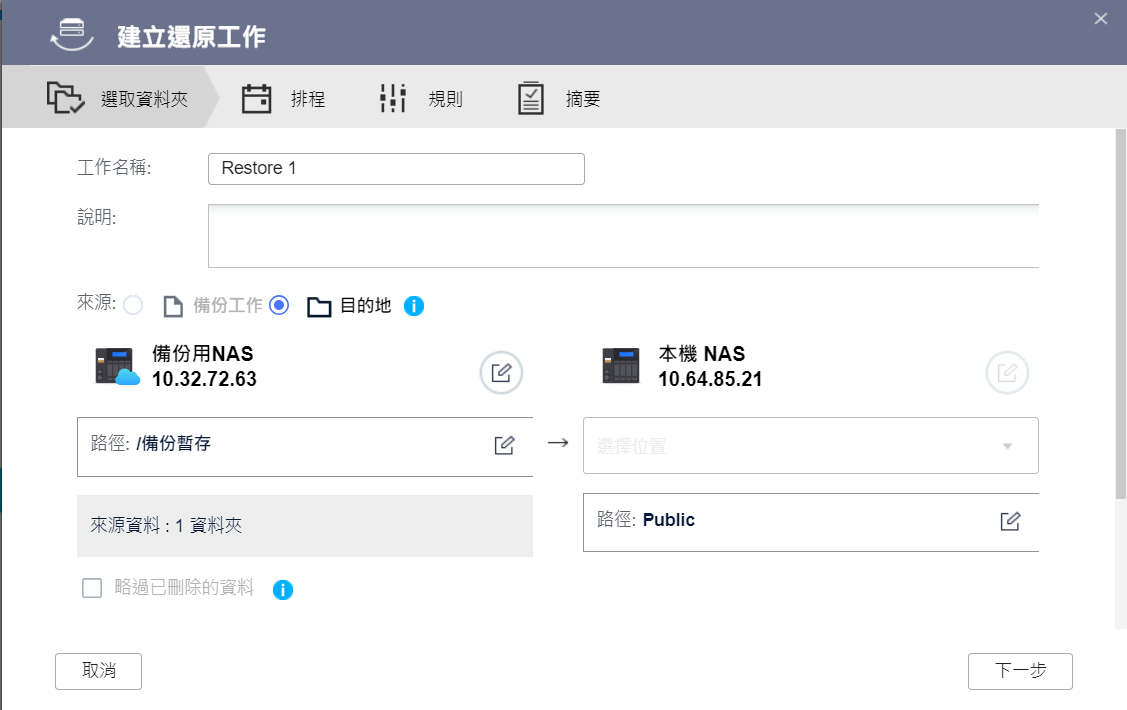 建立還原工作
選取資料夾 排程 規則 摘要
工作名稱: Restore 1
說明:
來源: 備份工作 目的地
備份用NAS
10.32.72.63
本機 NAS
10.64.85.21
路徑: /備份暫存
選擇位置
來源資料 : 1 資料夾
路徑: Public
略過已刪除的資料
取消 下一步